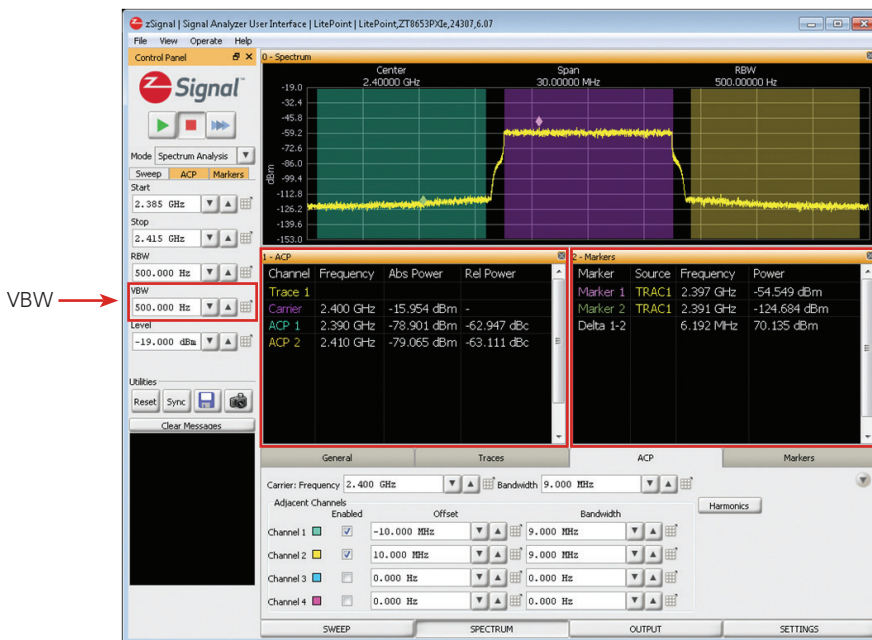 zSignal | Signal Analyzer User Interface | LitePoint | LitePoint,ZT8653PXIe,24307,6.07
File View Operate Help
Control Panel
Signal™
Mode Spectrum Analysis
Sweep ACP Markers
Start
2.385 GHz
Stop
2.415 GHz
RBW
500.000 Hz
VBW
VBW
500.000 Hz
Level
-19.000 dBm
Utilities
Reset Sync
Clear Messages
0 - Spectrum
Center Span RBW
2.40000 GHz 30.00000 MHz 500.00000 Hz
dBm
-19.0
-32.4
-45.8
-59.2
-72.6
-86.0
-99.4
-112.8
-126.2
-139.6
-153.0
1 - ACP
Channel Frequency Abs Power Rel Power
Trace 1
Carrier 2.400 GHz -15.954 dBm -
ACP 1 2.390 GHz -78.901 dBm -62.947 dBc
ACP 2 2.410 GHz -79.065 dBm -63.111 dBc
2 - Markers
Marker Source Frequency Power
Marker 1 TRAC1 2.397 GHz -54.549 dBm
Marker 2 TRAC1 2.391 GHz -124.684 dBm
Delta 1-2 6.192 MHz 70.135 dBm
General Traces ACP Markers
Carrier: Frequency 2.400 GHz Bandwidth 9.000 MHz
Adjacent Channels
Enabled Offset Bandwidth
Harmonics
Channel 1 -10.000 MHz 9.000 MHz
Channel 2 10.000 MHz 9.000 MHz
Channel 3 0.000 Hz 0.000 Hz
Channel 4 0.000 Hz 0.000 Hz
SWEEP SPECTRUM OUTPUT SETTINGS